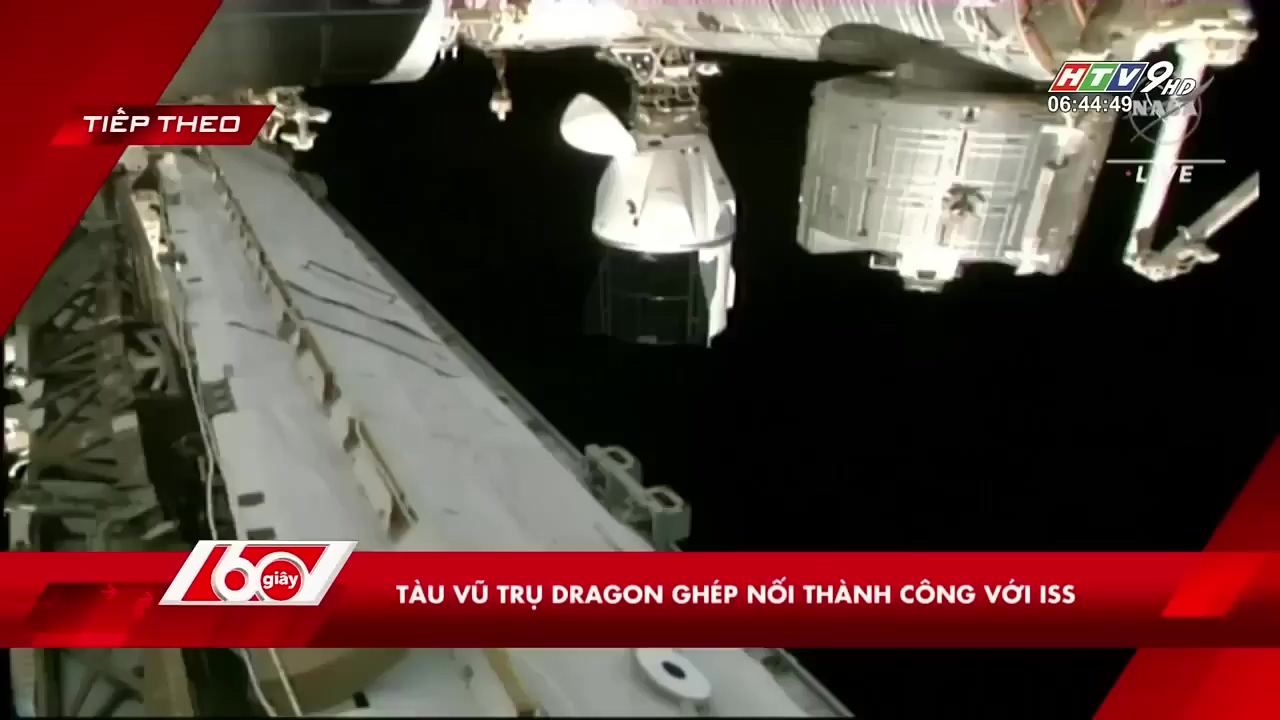 HTV9 HD
06:44:49
NASA
LIVE
TIẾP THEO
60 giây
TÀU VŨ TRỤ DRAGON GHÉP NỐI THÀNH CÔNG VỚI ISS